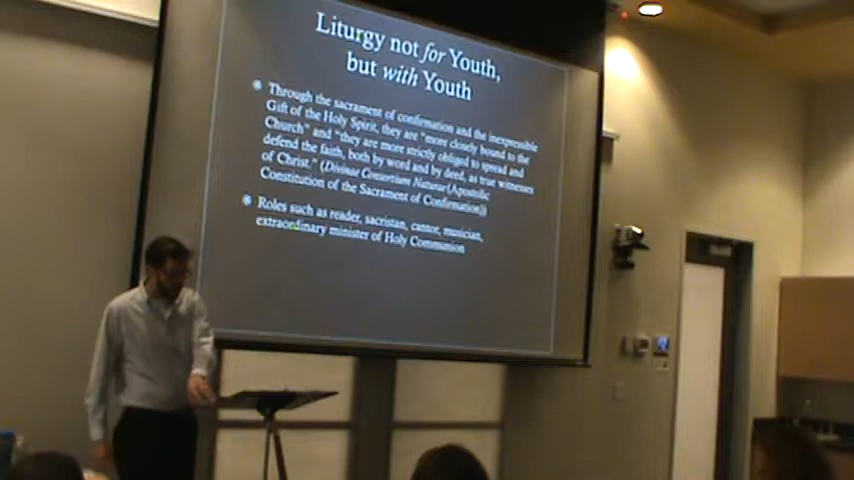 Liturgy not for Youth,
but with Youth
Through the sacrament of confirmation and the inexpressible
Gift of the Holy Spirit, they are "more closely bound to the
Church" and "they are more strictly obliged to spread and
defend the faith, both by word and by deed, as true witnesses
of Christ." (Divinae Consortium Naturae (Apostolic
Constitution of the Sacrament of Confirmation))
Roles such as reader, sacristan, cantor, musician,
extraordinary minister of Holy Communion